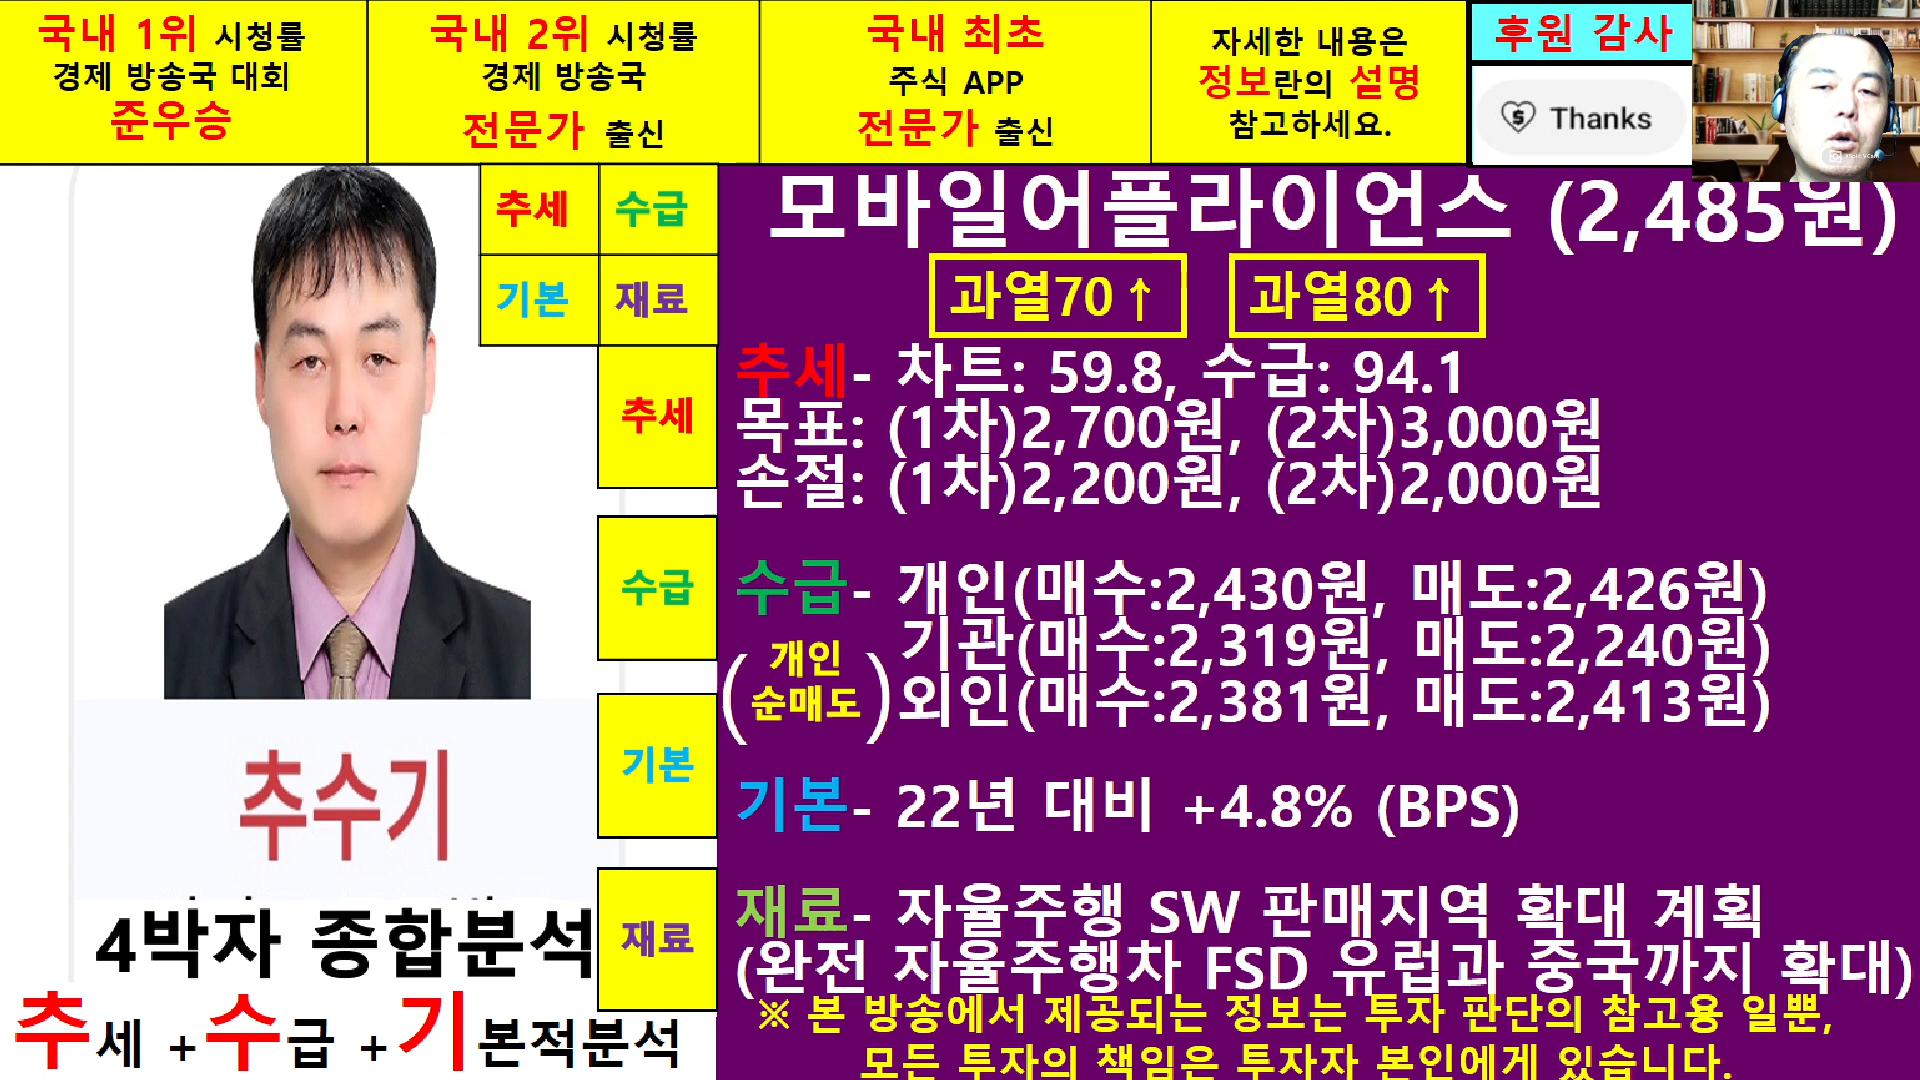 국내 1위 시청률
경제 방송국 대회
준우승
국내 2위 시청률
경제 방송국
전문가 출신
국내 최초
주식 APP
전문가 출신
자세한 내용은
정보란의 설명
참고하세요.
후원 감사
Thanks
추세
수급
기본
재료
추세
수급
기본
재료
추수기
4박자 종합분석
추세 +수급 +기본적분석
모바일어플라이언스 (2,485원)
과열70↑
과열80↑
추세- 차트: 59.8, 수급: 94.1
목표: (1차)2,700원, (2차)3,000원
손절: (1차)2,200원, (2차)2,000원
수급- 개인(매수:2,430원, 매도:2,426원)
기관(매수:2,319원, 매도:2,240원)
(개인 순매도) 외인(매수:2,381원, 매도:2,413원)
기본- 22년 대비 +4.8% (BPS)
재료- 자율주행 SW 판매지역 확대 계획
(완전 자율주행차 FSD 유럽과 중국까지 확대)
※ 본 방송에서 제공되는 정보는 투자 판단의 참고용 일뿐,
모든 투자의 책임은 투자자 본인에게 있습니다.